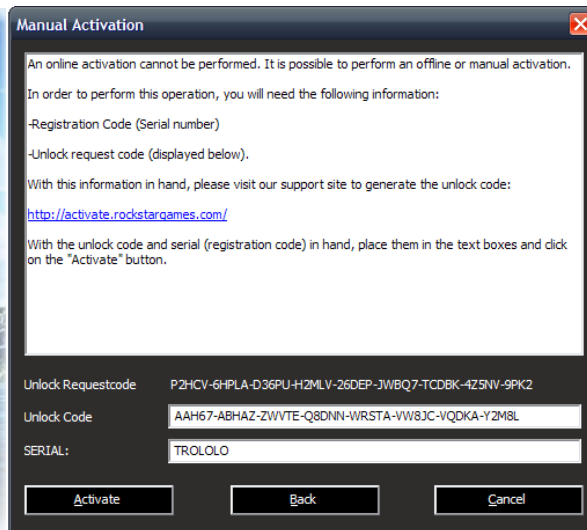 Manual Activation
An online activation cannot be performed. It is possible to perform an offline or manual activation.
In order to perform this operation, you will need the following information:
-Registration Code (Serial number)
-Unlock request code (displayed below).
With this information in hand, please visit our support site to generate the unlock code:
http://activate.rockstargames.com/
With the unlock code and serial (registration code) in hand, place them in the text boxes and click
on the "Activate" button.
Unlock Requestcode P2HCV-6HPLA-D36PU-H2MLV-26DEP-JWBQ7-TCDBK-4Z5NV-9PK2
Unlock Code AAH67-ABHAZ-ZWVTE-Q8DNN-WRSTA-VW8JC-VQDKA-Y2M8L
SERIAL: TROLOLO
Activate Back Cancel